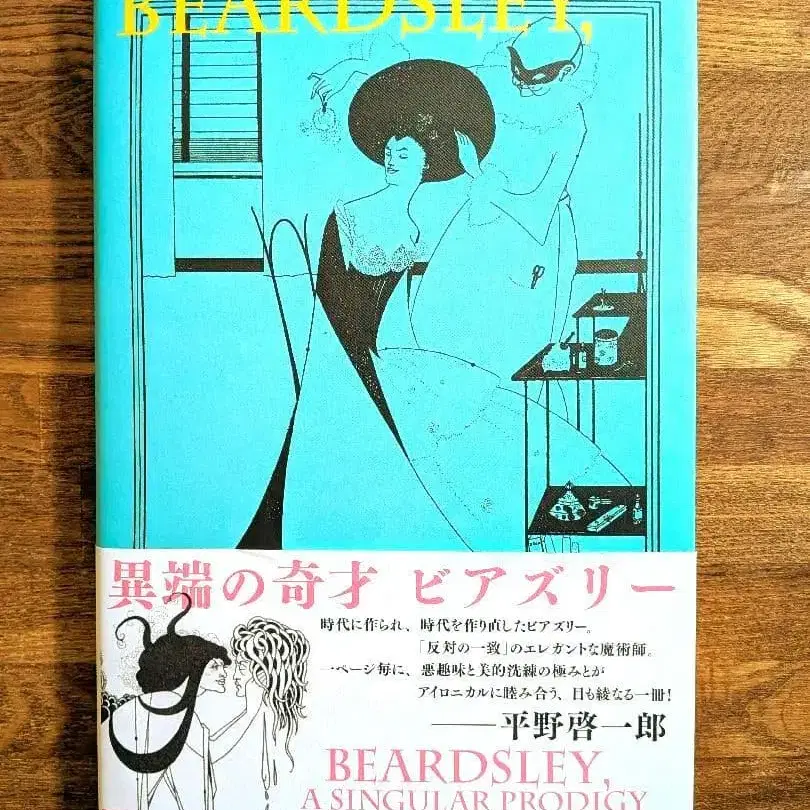 BEARDSLEY,
異端の奇才 ビアズリー
時代に作られ、時代を作り直したビアズリー。
「反対の一致」のエレガントな魔術師。
一ページ毎に、悪趣味と美的洗練の極みとが
アイロニカルに睦み合う、目も綾なる一冊!
——平野啓一郎
BEARDSLEY,
A SINGULAR PRODIGY